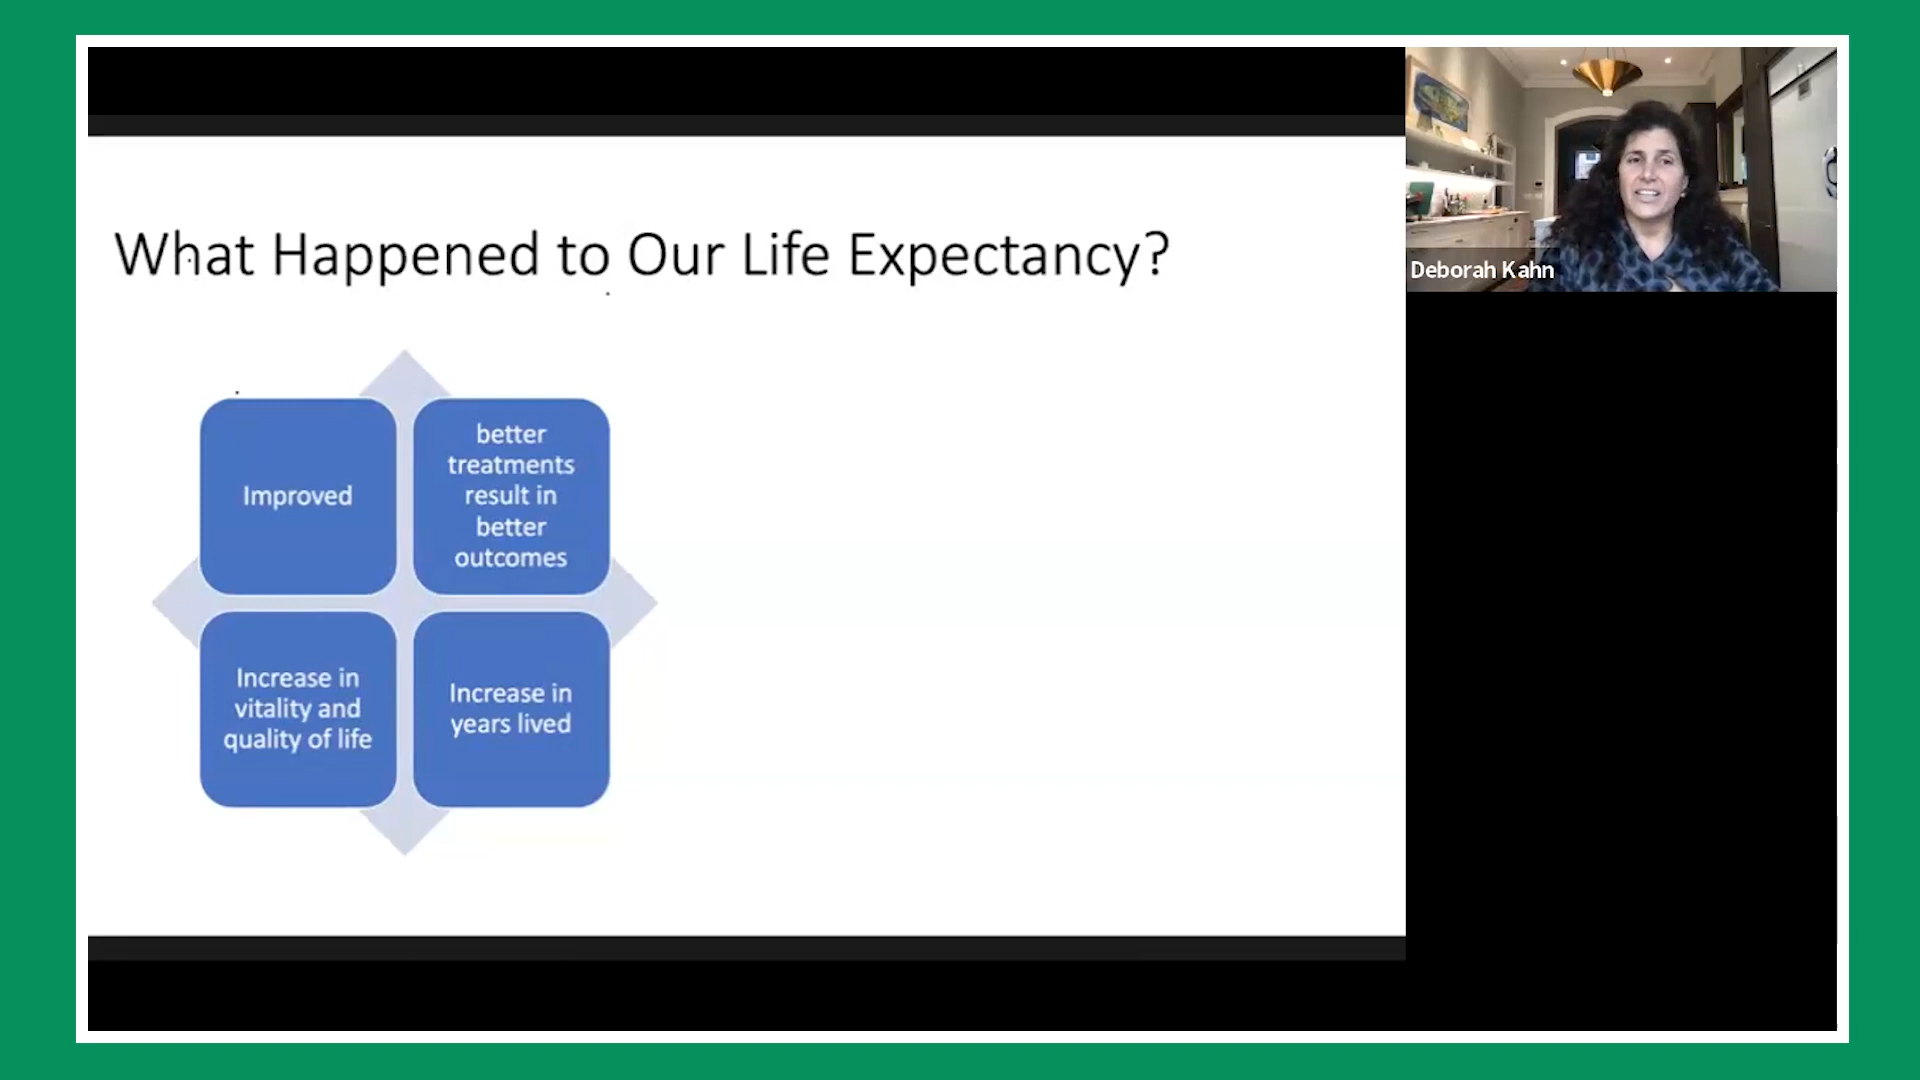 What Happened to Our Life Expectancy?
Improved
better
treatments
result in
better
outcomes
Increase in
vitality and
quality of life
Increase in
years lived
Deborah Kahn